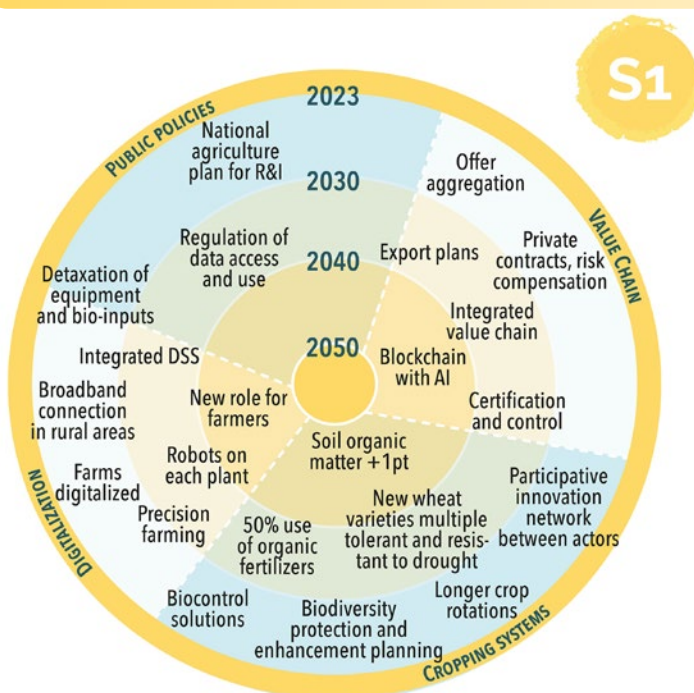 S1
2023
PUBLIC POLICIES
National
agriculture
plan for R&I
2030
Regulation of
data access
and use
2040
Detaxation of
equipment
and bio-inputs
2050
VALUE CHAIN
Offer
aggregation
Export plans
Private
contracts, risk
compensation
Integrated
value chain
Blockchain
with AI
Certification
and control
DIGITALIZATION
Integrated DSS
Broadband
connection
in rural areas
New role for
farmers
Farms
digitalized
Robots on
each plant
Precision
farming
CROPPING SYSTEMS
Soil organic
matter +1pt
New wheat
varieties multiple
tolerant and resis-
tant to drought
50% use
of organic
fertilizers
Participative
innovation
network
between actors
Biocontrol
solutions
Biodiversity
protection and
enhancement planning
Longer crop
rotations